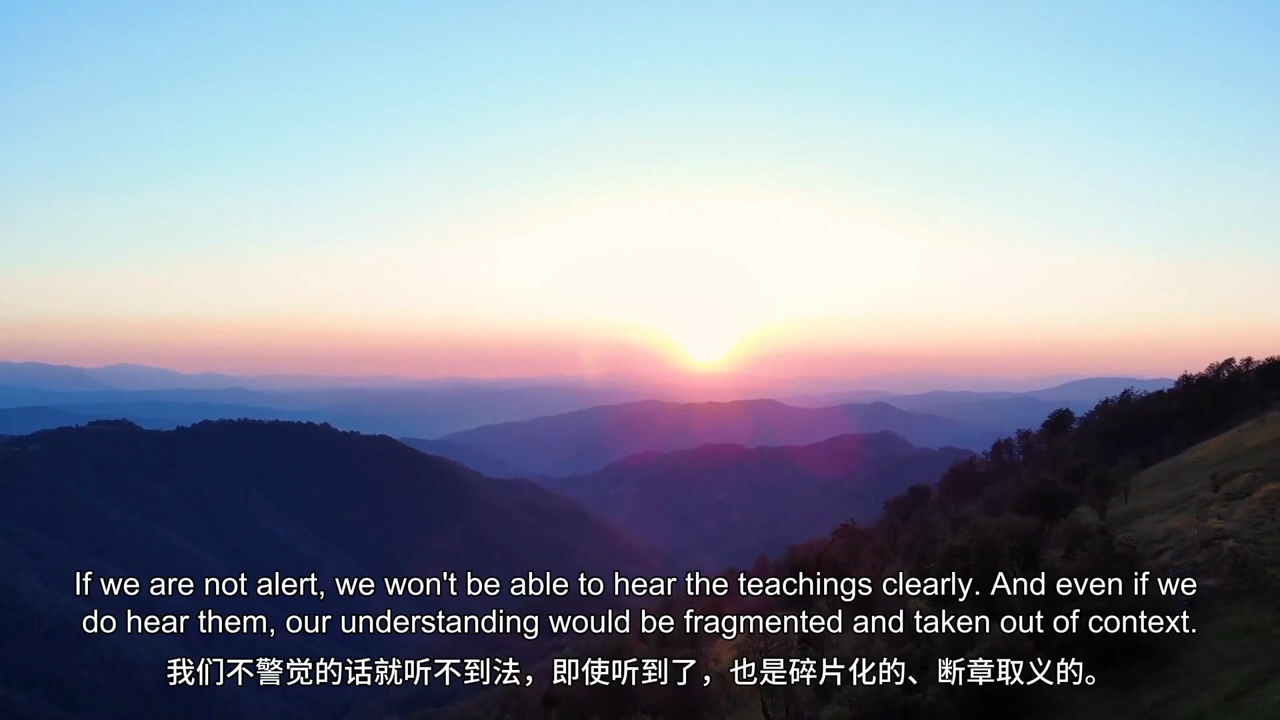 If we are not alert, we won't be able to hear the teachings clearly. And even if we
do hear them, our understanding would be fragmented and taken out of context.
我们不警觉的话就听不到法，即使听到了，也是碎片化的、断章取义的。